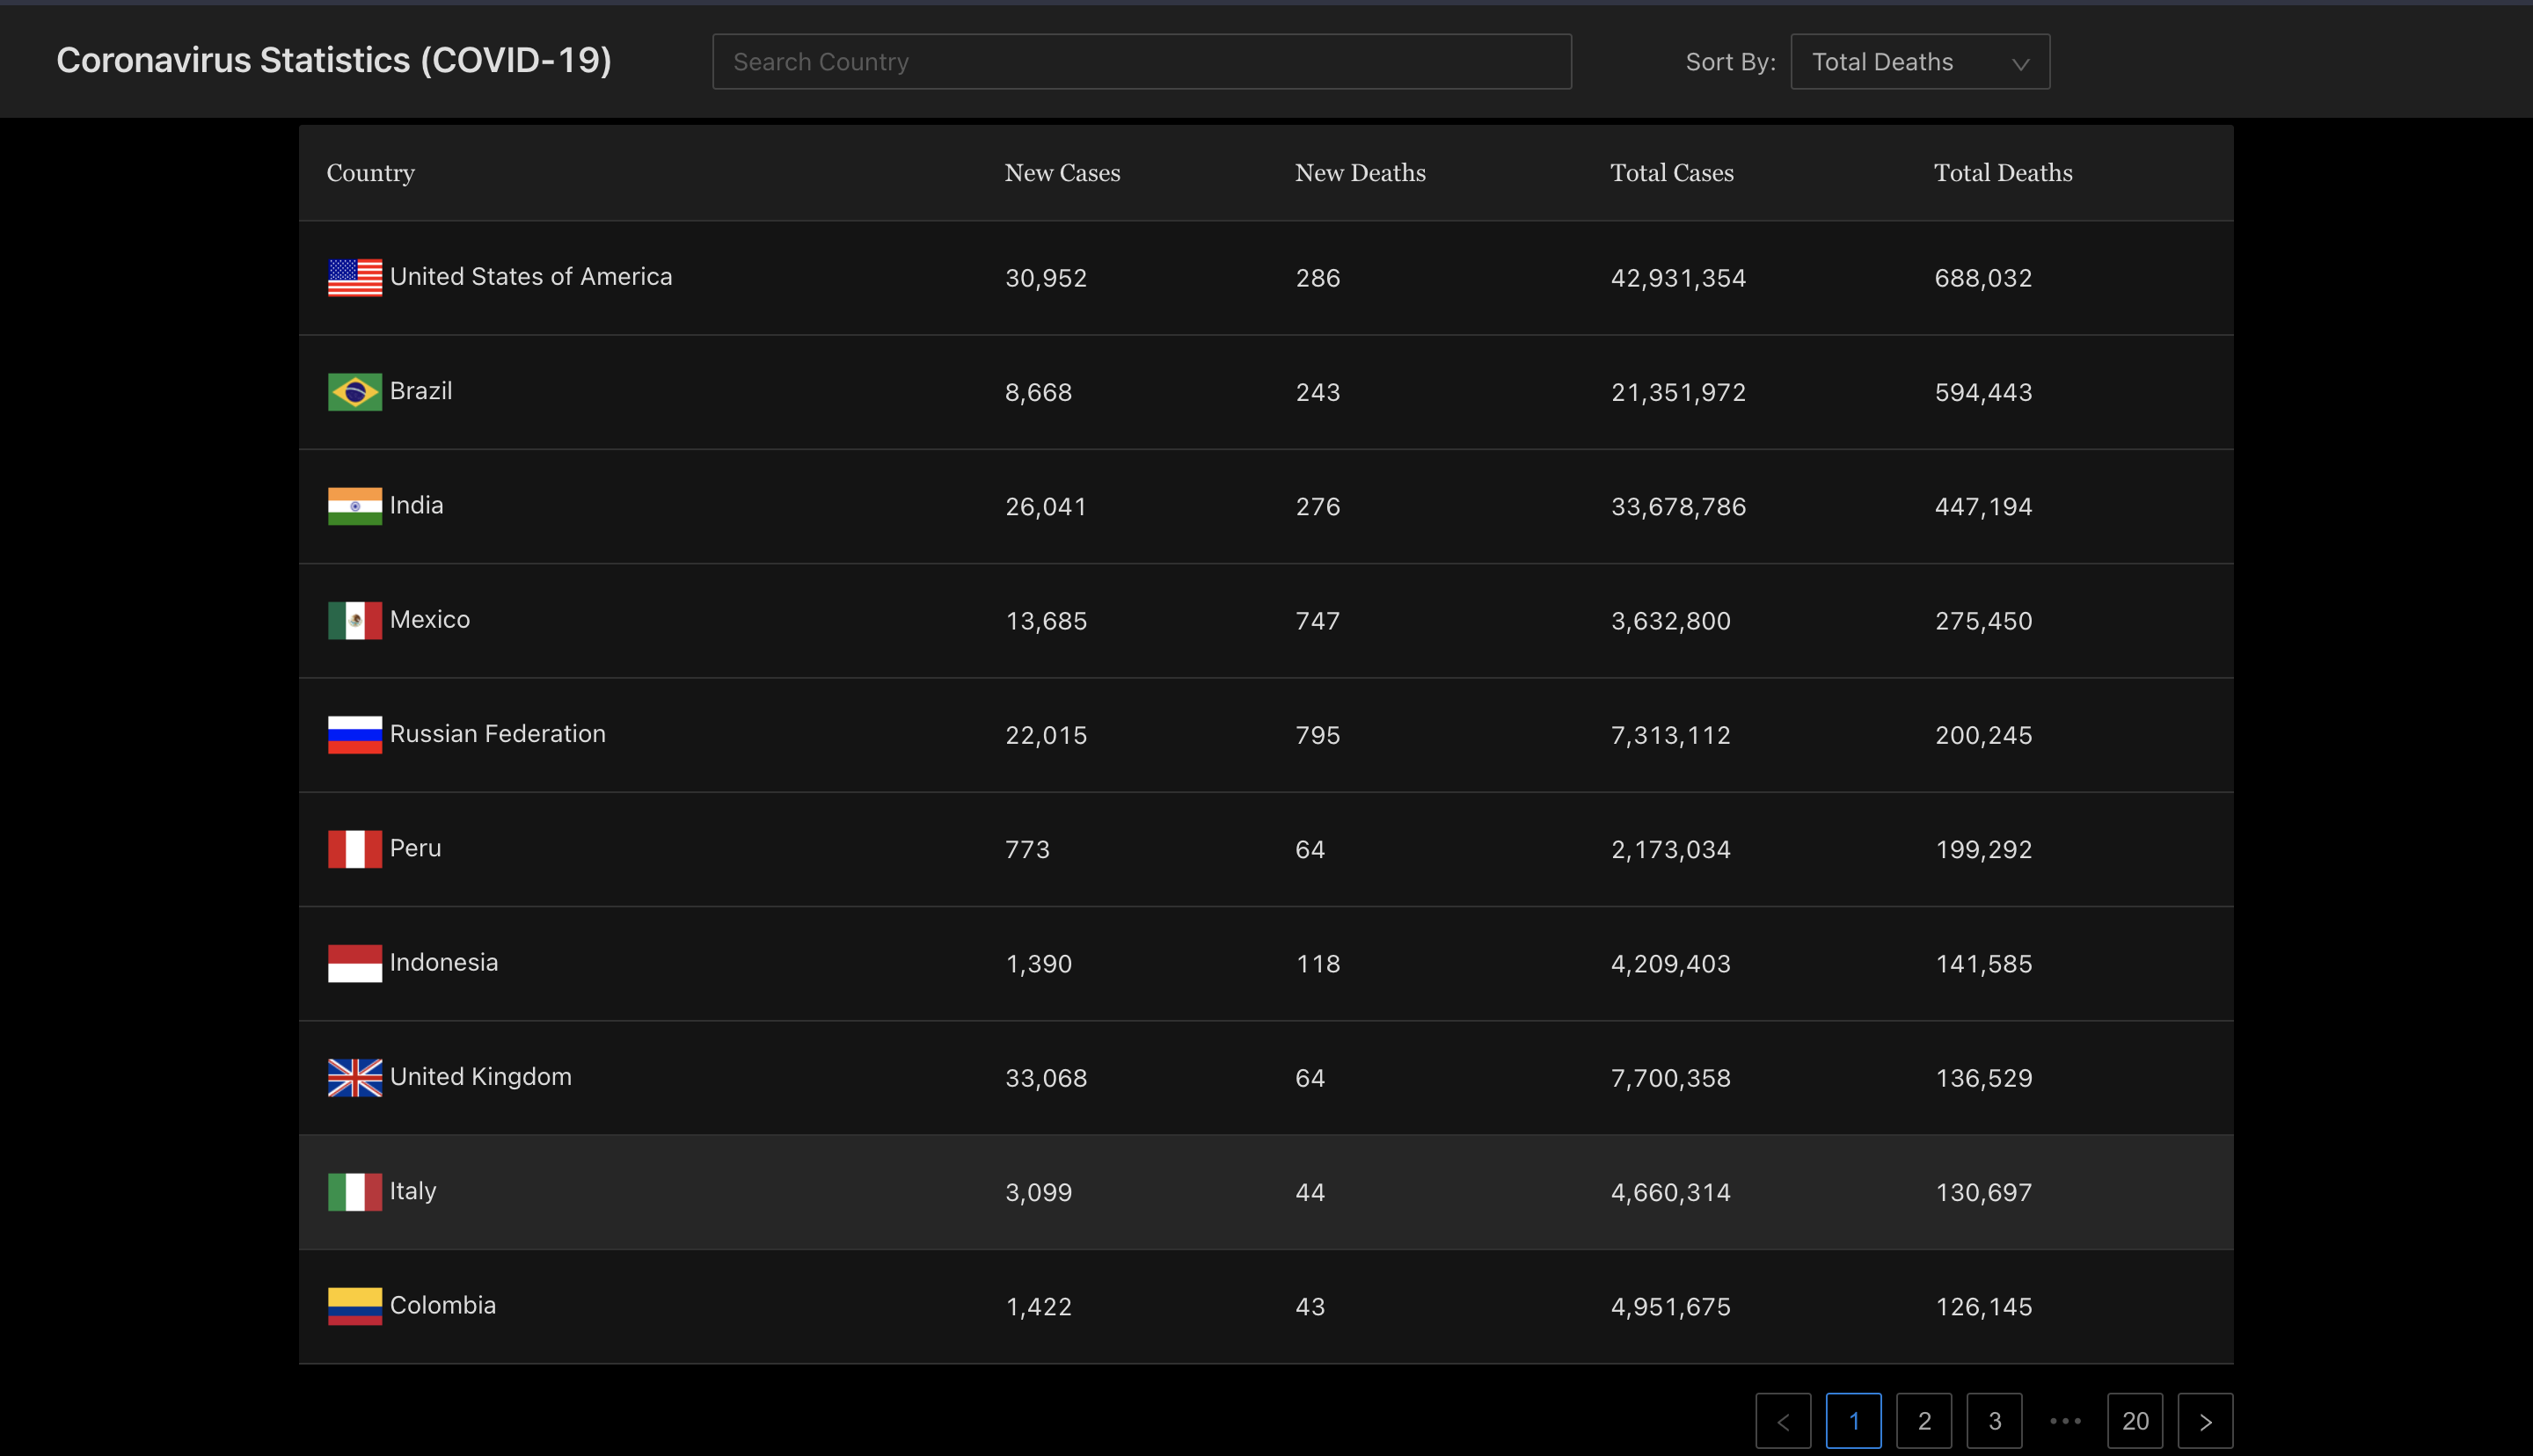 Coronavirus Statistics (COVID-19) Search Country Sort By: Total Deaths
Country New Cases New Deaths Total Cases Total Deaths
United States of America 30,952 286 42,931,354 688,032
Brazil 8,668 243 21,351,972 594,443
India 26,041 276 33,678,786 447,194
Mexico 13,685 747 3,632,800 275,450
Russian Federation 22,015 795 7,313,112 200,245
Peru 773 64 2,173,034 199,292
Indonesia 1,390 118 4,209,403 141,585
United Kingdom 33,068 64 7,700,358 136,529
Italy 3,099 44 4,660,314 130,697
Colombia 1,422 43 4,951,675 126,145
< 1 2 3 ••• 20 >